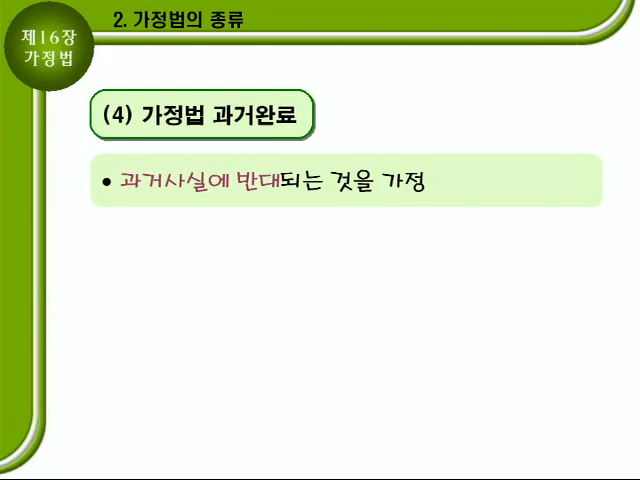 제16장
가정법
2. 가정법의 종류
(4) 가정법 과거완료
• 과거사실에 반대되는 것을 가정